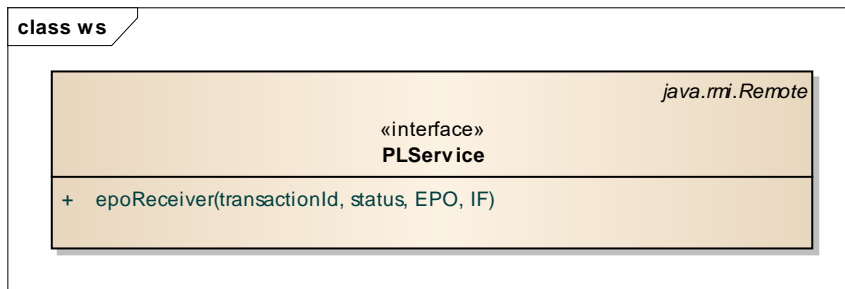 class ws
java.rmi.Remote
«interface»
PLService
+ epoReceiver(transactionId, status, EPO, IF)